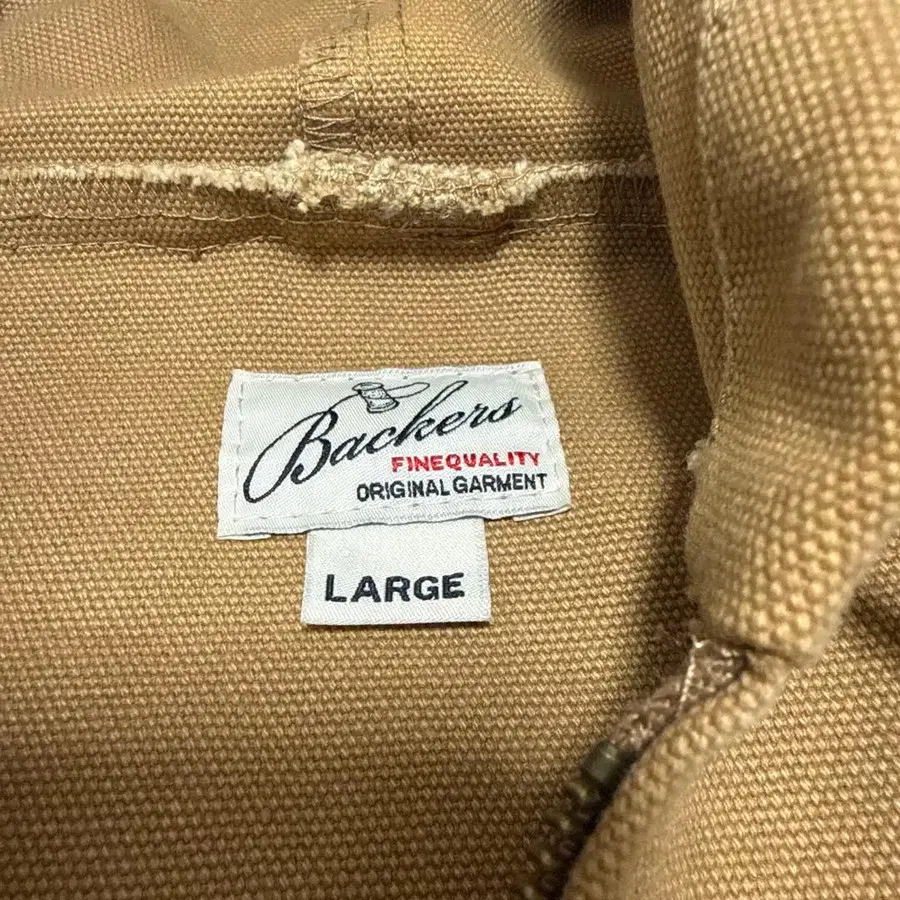 Backers
FINEQUALITY
ORIGINAL GARMENT
LARGE